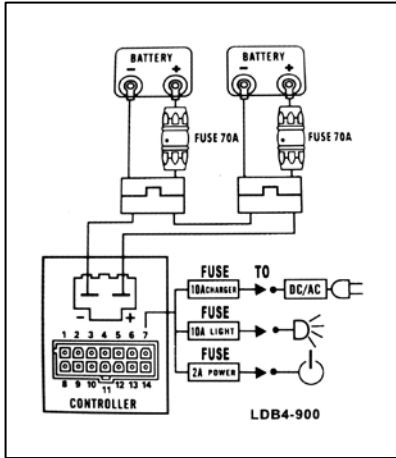 BATTERY BATTERY
- + - +
FUSE 70A FUSE 70A
FUSE TO
10A CHARGER DC/AC
- +
FUSE
1 2 3 4 5 6 7
10A LIGHT
FUSE
8 9 10 11 12 13 14
2A POWER
CONTROLLER
LDB4-900